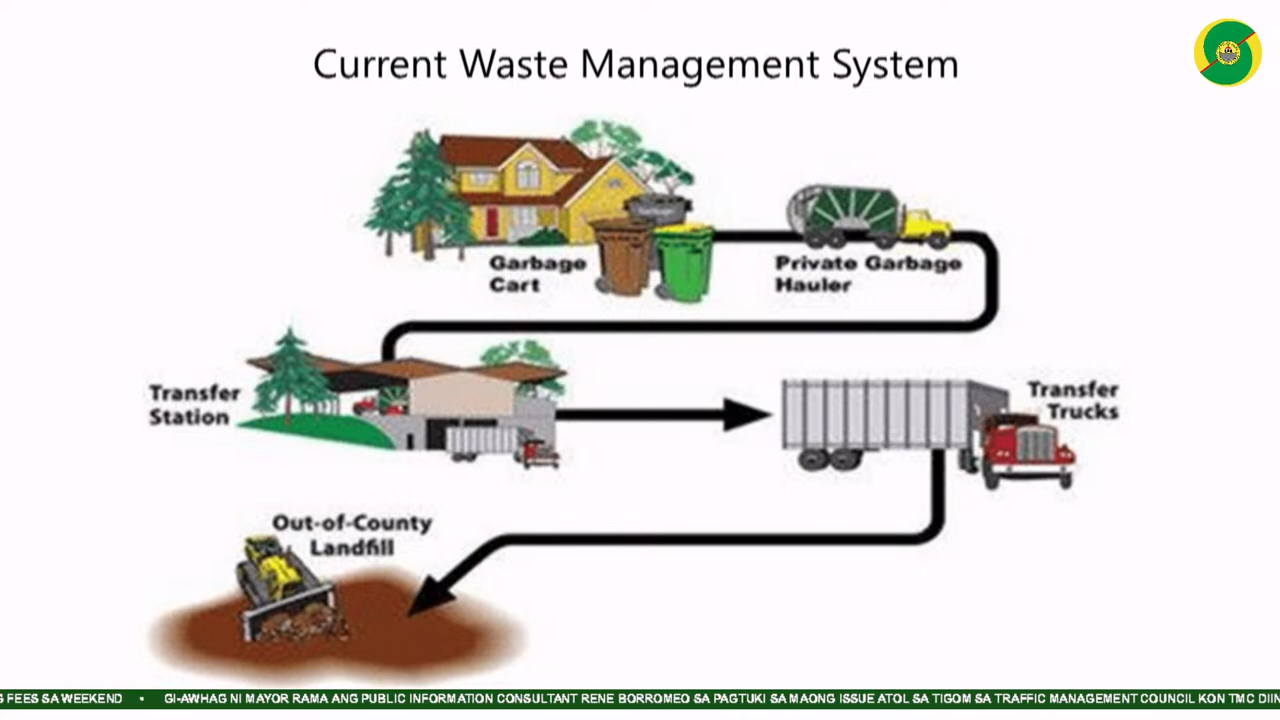 Current Waste Management System
Garbage
Cart
Private Garbage
Hauler
Transfer
Station
Transfer
Trucks
Out-of-County
Landfill
G FEES SA WEEKEND • GI-AWHAG NI MAYOR RAMA ANG PUBLIC INFORMATION CONSULTANT RENE BORROMEO SA PAGTUKI SA MAONG ISSUE ATOL SA TIGOM SA TRAFFIC MANAGEMENT COUNCIL KON TMC DIIN